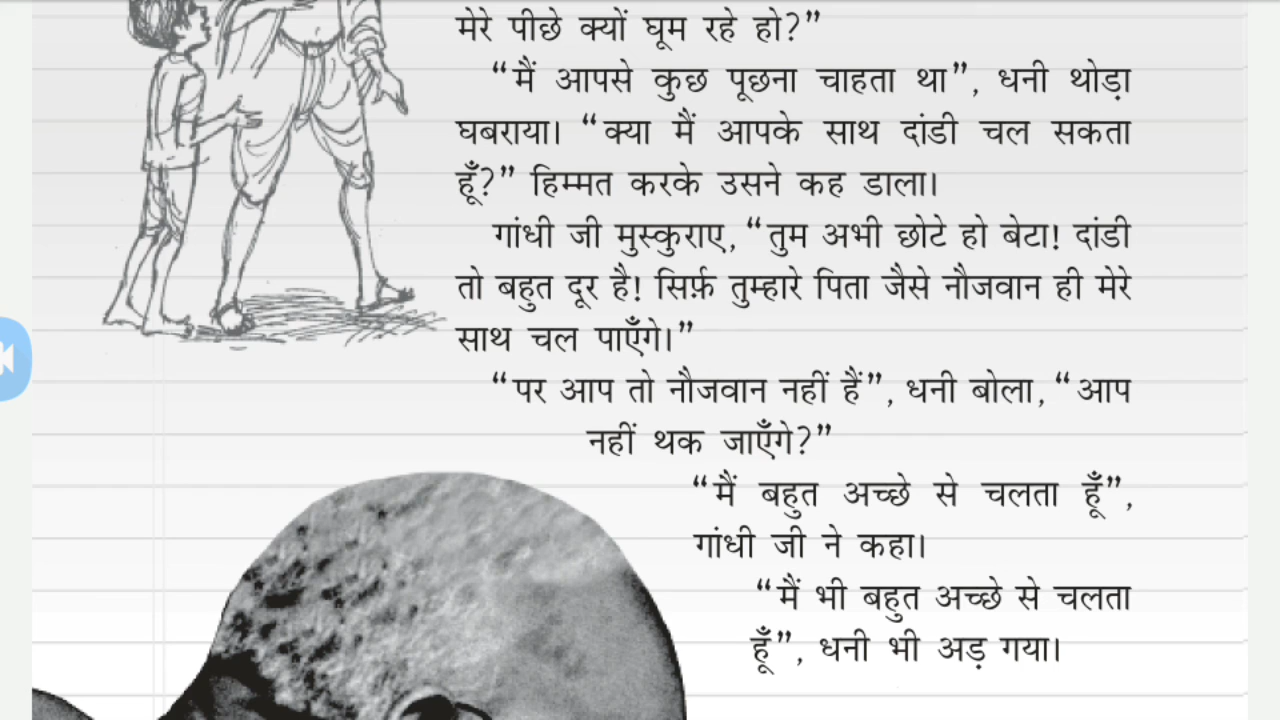 मेरे पीछे क्यों घूम रहे हो?”
“मैं आपसे कुछ पूछना चाहता था”, धनी थोड़ा
घबराया। “क्या मैं आपके साथ दांडी चल सकता
हूँ?” हिम्मत करके उसने कह डाला।
गांधी जी मुस्कुराए, “तुम अभी छोटे हो बेटा! दांडी
तो बहुत दूर है! सिर्फ़ तुम्हारे पिता जैसे नौजवान ही मेरे
साथ चल पाएँगे।”
“पर आप तो नौजवान नहीं हैं”, धनी बोला, “आप
नहीं थक जाएँगे?”
“मैं बहुत अच्छे से चलता हूँ”,
गांधी जी ने कहा।
“मैं भी बहुत अच्छे से चलता
हूँ”, धनी भी अड़ गया।